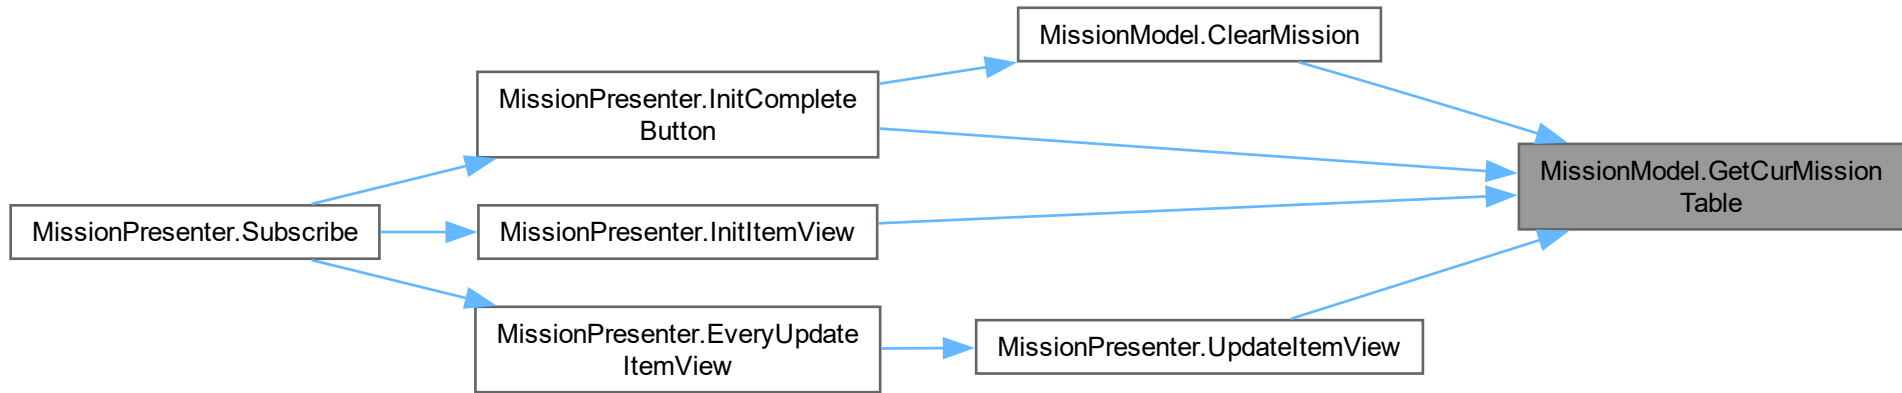 MissionModel.ClearMission
MissionPresenter.InitComplete
Button
MissionModel.GetCurMission
Table
MissionPresenter.Subscribe
MissionPresenter.InitItemView
MissionPresenter.EveryUpdate
ItemView
MissionPresenter.UpdateItemView